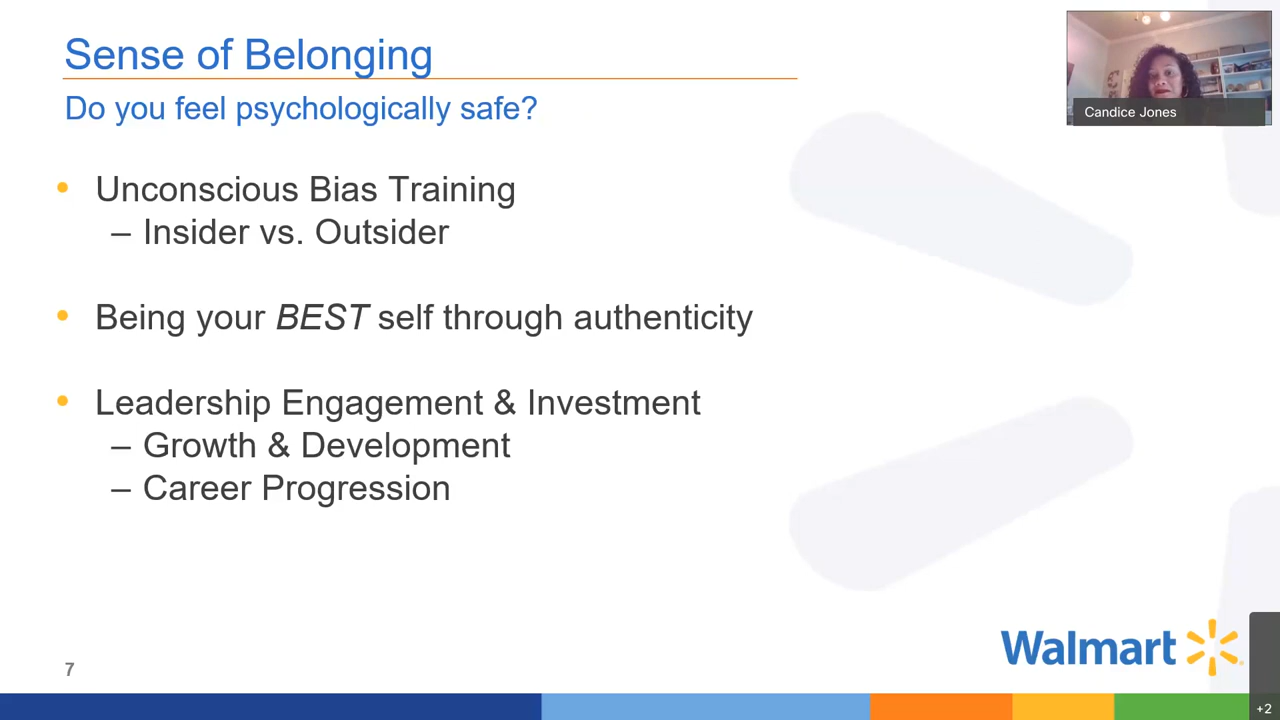 Sense of Belonging
Do you feel psychologically safe?
• Unconscious Bias Training
– Insider vs. Outsider
• Being your BEST self through authenticity
• Leadership Engagement & Investment
– Growth & Development
– Career Progression
Candice Jones
Walmart
7
+2